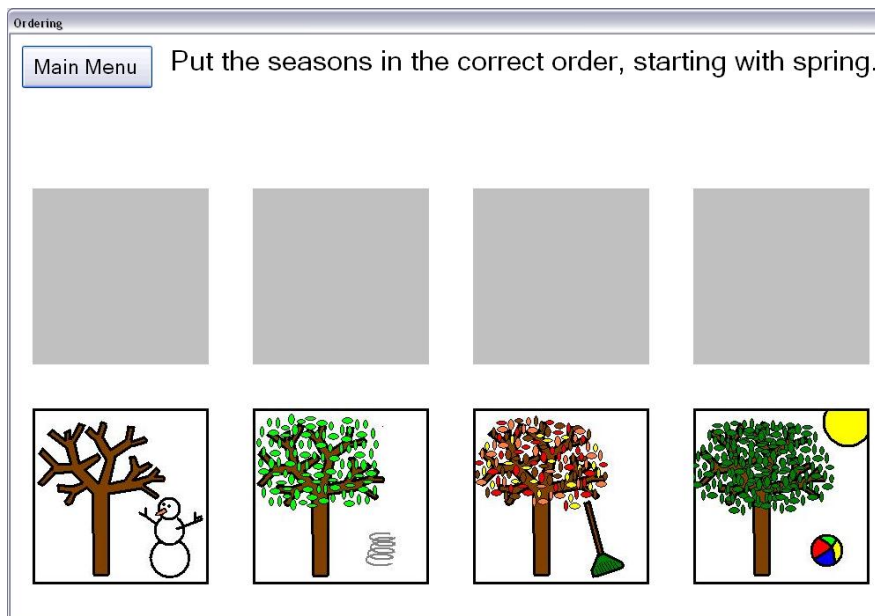 Ordering
Main Menu
Put the seasons in the correct order, starting with spring.